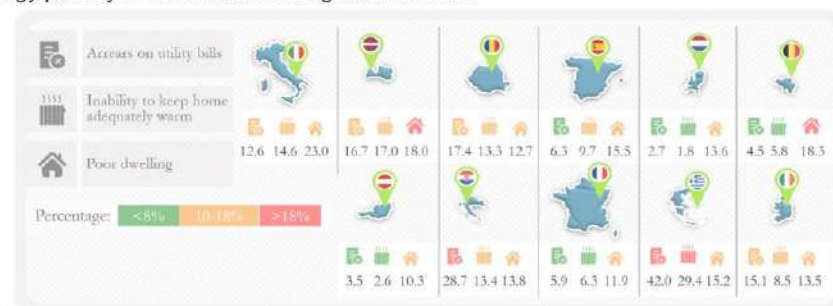 Arrears on utility bills
Inability to keep home
adequately warm
Poor dwelling
Percentage: <8% 10-18% >18%
12.6 14.6 23.0
16.7 17.0 18.0
17.4 13.3 12.7
6.3 9.7 15.5
2.7 1.8 13.6
4.5 5.8 18.3
3.5 2.6 10.3
28.7 13.4 13.8
5.9 6.3 11.9
42.0 29.4 15.2
15.1 8.5 13.5